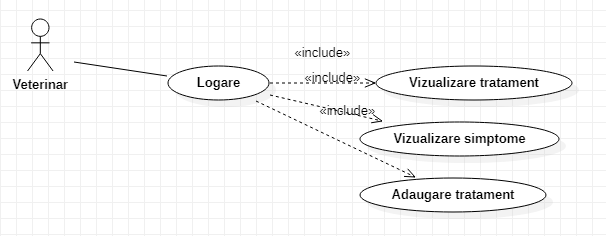 «include»
«include»
Veterinar
Logare
Vizualizare tratament
«include»
Vizualizare simptome
Adaugare tratament